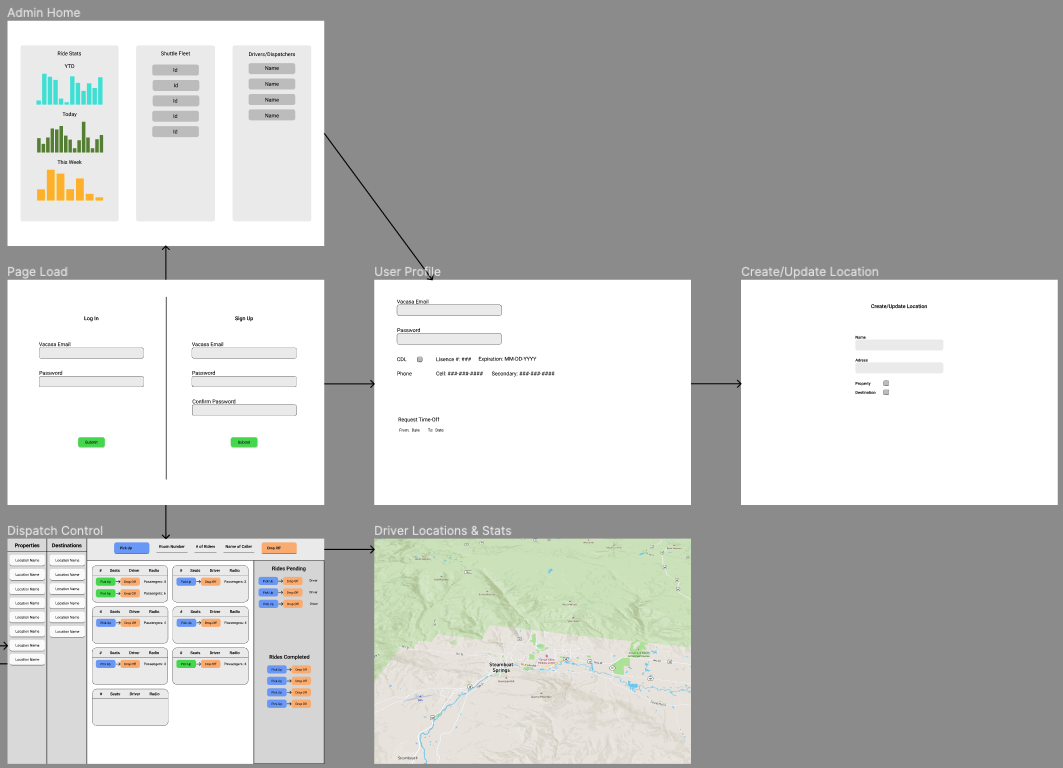 Admin Home
Ride Stats
YTD
Today
This Week
Shuttle Fleet
Id
Id
Id
Id
Id
Drivers/Dispatchers
Name
Name
Name
Name
Page Load
Log In
Vacasa Email
Password
Submit
Sign Up
Vacasa Email
Password
Confirm Password
Submit
User Profile
Vacasa Email
Password
CDL Lisence #: ### Expiration: MM-DD-YYYY
Phone Cell: ###-###-#### Secondary: ###-###-####
Request Time-Off
From: Date To: Date
Create/Update Location
Create/Update Location
Name
Adress
Property
Destination
Dispatch Control
Properties
Location Name
Location Name
Location Name
Location Name
Location Name
Location Name
Location Name
Location Name
Destinations
Location Name
Location Name
Location Name
Location Name
Location Name
Location Name
Pick Up Room Number # of Riders Name of Caller Drop Off
# Seats Driver Radio
Pick Up Drop Off Passengers: 4
Pick Up Drop Off Passengers: 6
# Seats Driver Radio
Pick Up Drop Off Passengers: 2
# Seats Driver Radio
Pick Up Drop Off Passengers: 4
# Seats Driver Radio
Pick Up Drop Off Passengers: 4
# Seats Driver Radio
Pick Up Drop Off Passengers: 4
# Seats Driver Radio
Pick Up Drop Off Passengers: 4
# Seats Driver Radio
Rides Pending
Pick Up Drop Off Driver
Pick Up Drop Off Driver
Pick Up Drop Off Driver
Rides Completed
Pick Up Drop Off
Pick Up Drop Off
Pick Up Drop Off
Pick Up Drop Off
Driver Locations & Stats
Steamboat
Springs